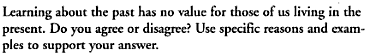 Learning about the past has no value for those of us living in the
present. Do you agree or disagree? Use specific reasons and exam-
ples to support your answer.